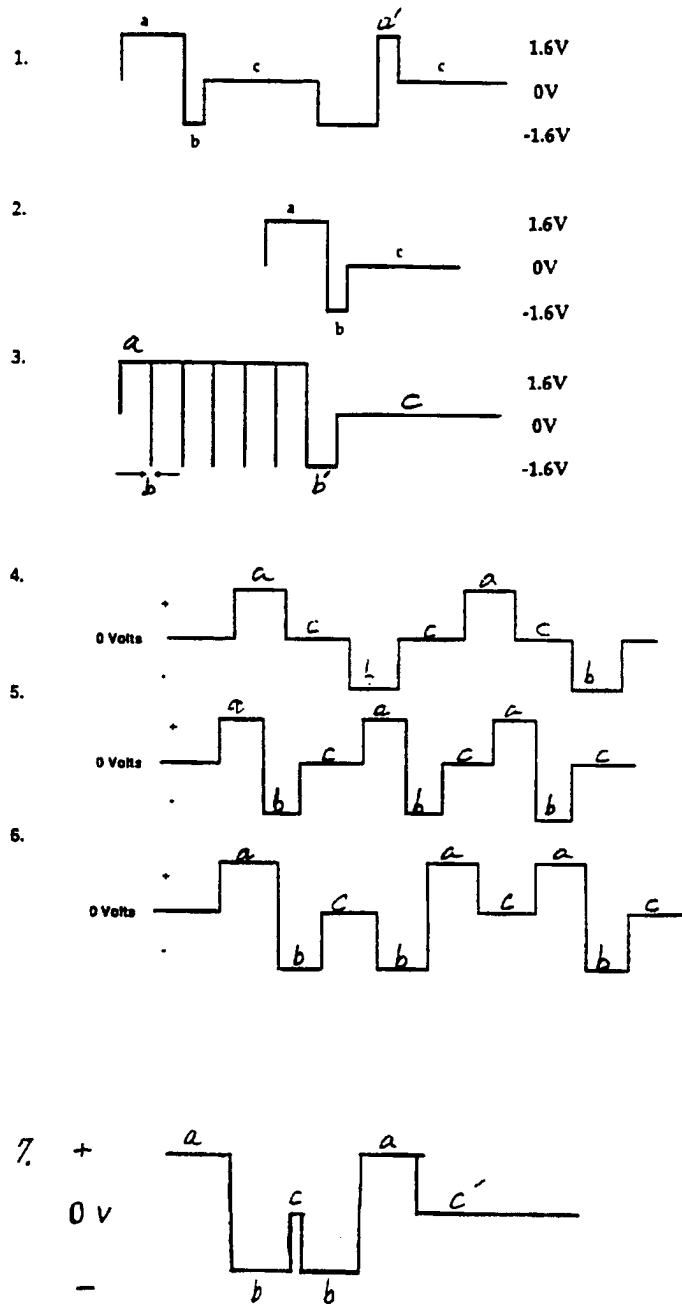 a a'
1. 1.6V
c c
0V
b -1.6V
2. a
1.6V
c
0V
-1.6V
b
3. a
1.6V
C
0V
-1.6V
b b'
4. a a
+
0 Volts c c c
-
b
5. a a a
+
0 Volts c c c
-
b b b
6. a a a
+
0 Volts C c c
-
b b b
7. + a a
0 V c c'
- b b